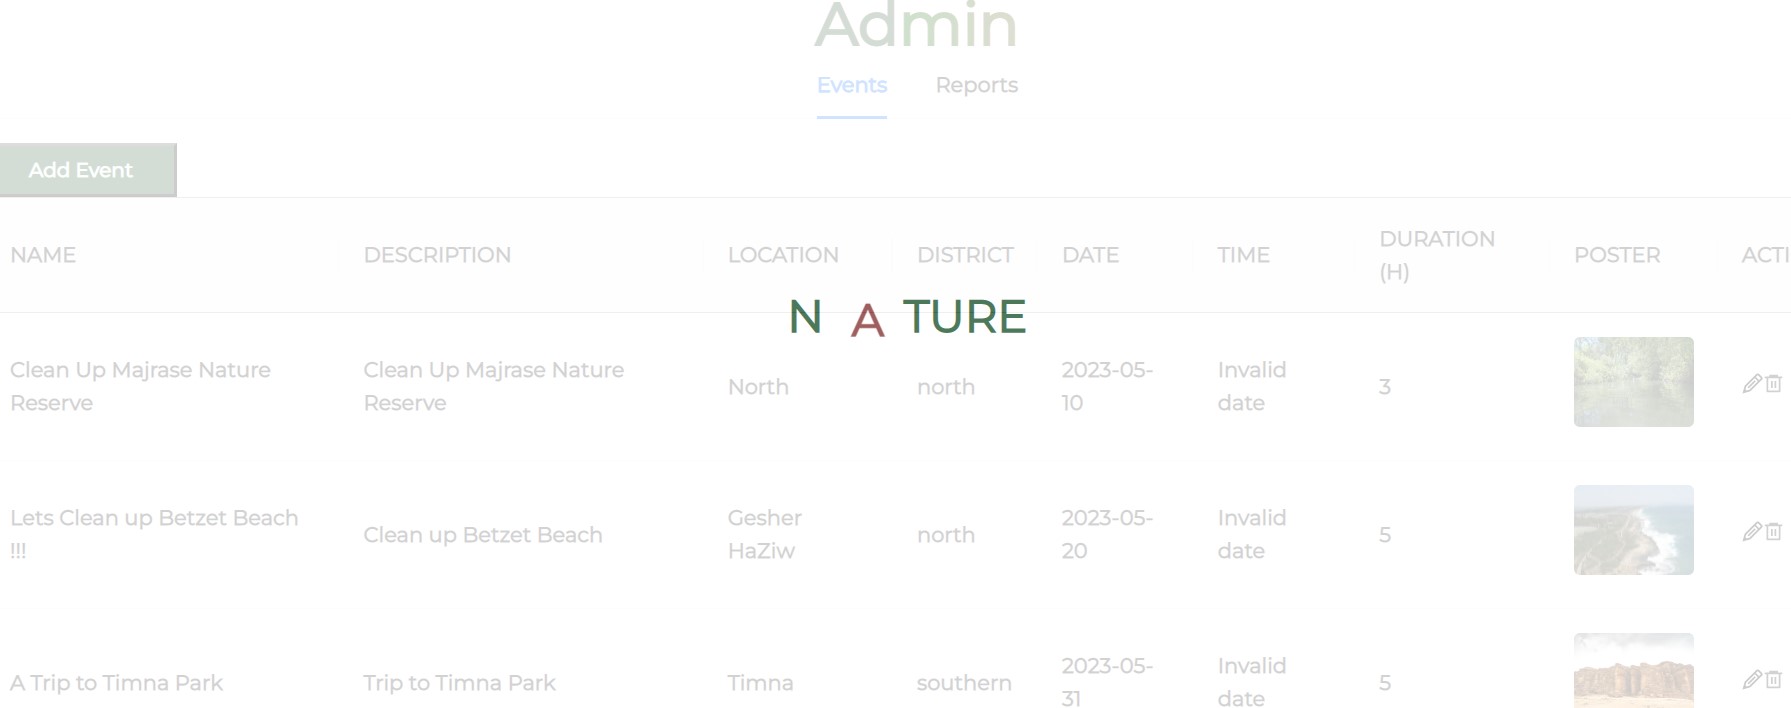 Admin
Events Reports
Add Event
NAME DESCRIPTION LOCATION DISTRICT DATE TIME DURATION (H) POSTER ACTI
N A TURE
Clean Up Majrase Nature Reserve Clean Up Majrase Nature Reserve North north 2023-05-10 Invalid date 3
Lets Clean up Betzet Beach !!! Clean up Betzet Beach Gesher HaZiw north 2023-05-20 Invalid date 5
A Trip to Timna Park Trip to Timna Park Timna southern 2023-05-31 Invalid date 5